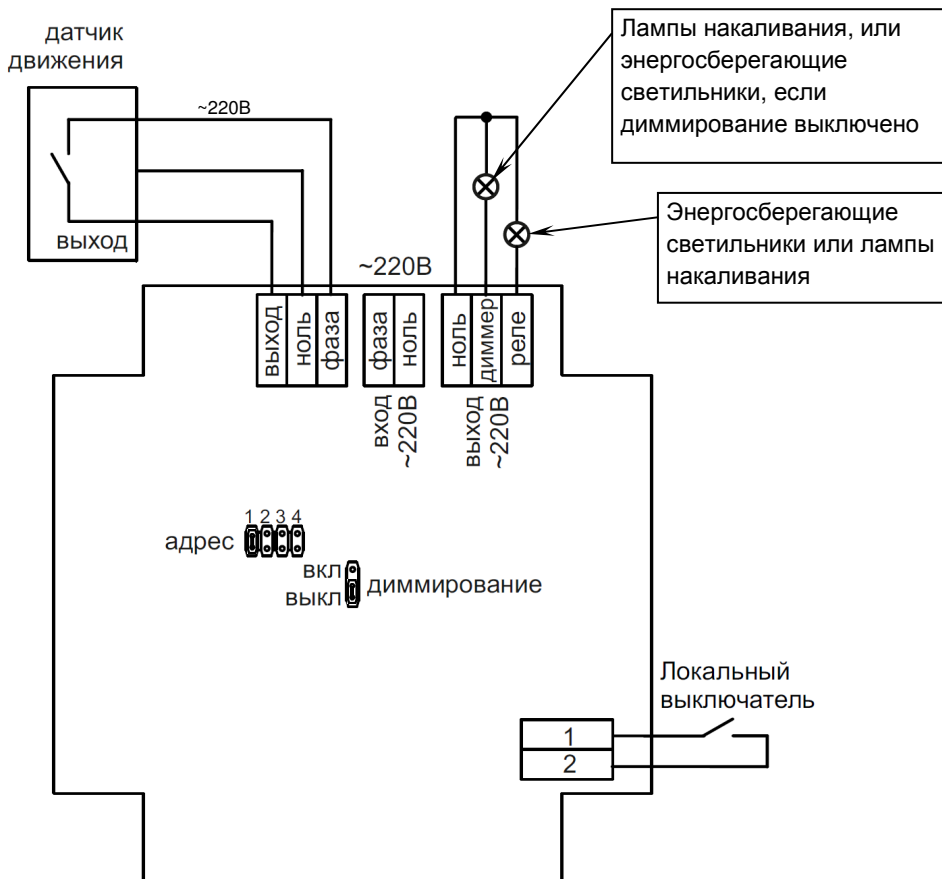 датчик
движения
~220В
выход
Лампы накаливания, или
энергосберегающие
светильники, если
диммирование выключено
Энергосберегающие
светильники или лампы
накаливания
~220В
выход
ноль
фаза
фаза
ноль
ноль
диммер
реле
вход
~220В
выход
~220В
1 2 3 4
адрес
вкл
выкл
диммирование
Локальный
выключатель
1
2